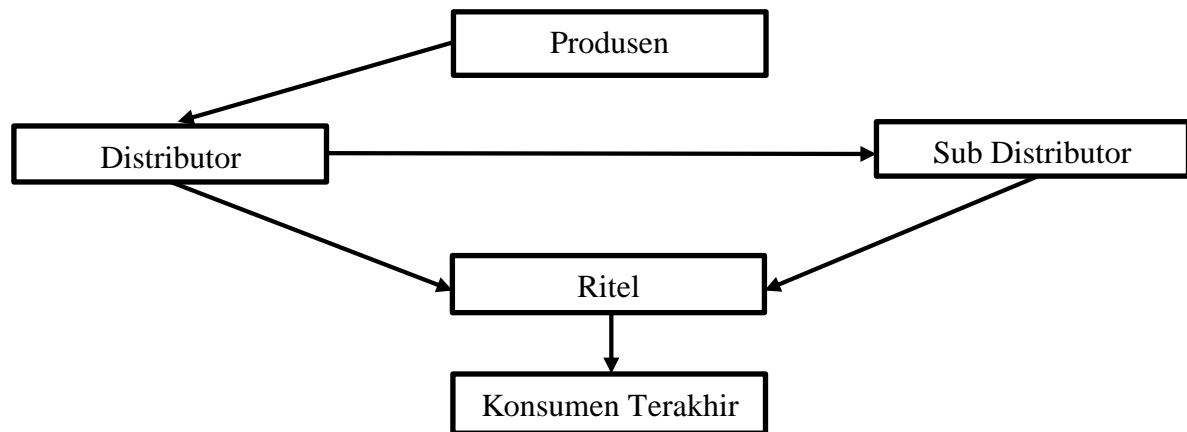 Produsen
Distributor
Sub Distributor
Ritel
Konsumen Terakhir